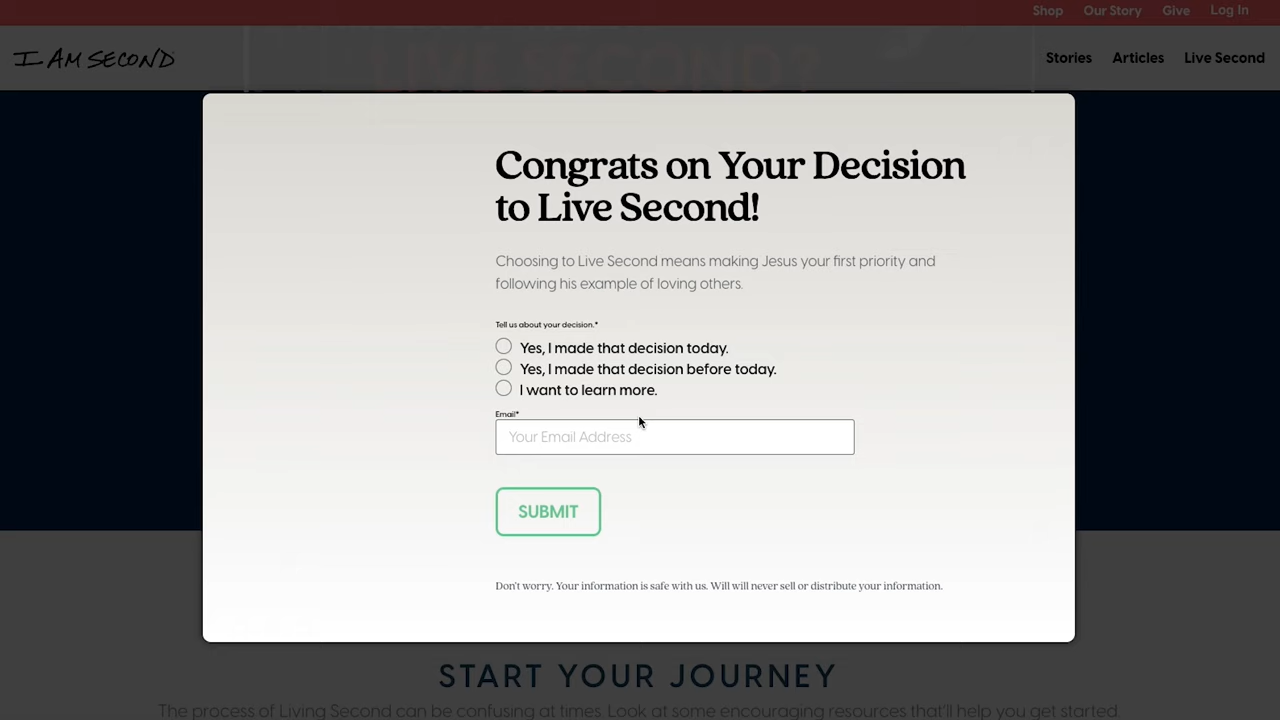 Shop Our Story Give Log In
I AM SECOND
LIVE SECOND?
Stories Articles Live Second
Congrats on Your Decision
to Live Second!
Choosing to Live Second means making Jesus your first priority and
following his example of loving others.
Tell us about your decision.*
Yes, I made that decision today.
Yes, I made that decision before today.
I want to learn more.
Email*
Your Email Address
SUBMIT
Don't worry. Your information is safe with us. Will will never sell or distribute your information.
START YOUR JOURNEY
The process of Living Second can be confusing at times. Look at some encouraging resources that'll help you get started